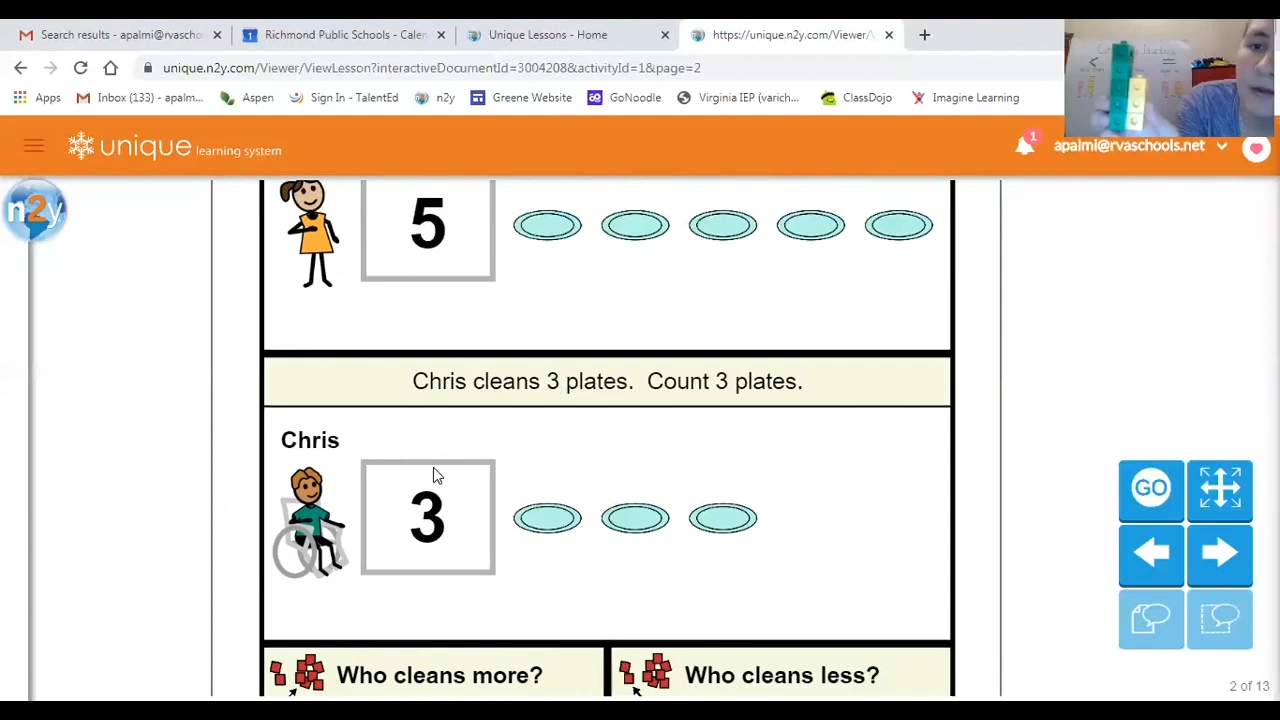 Search results - apalmi@rvascho
Richmond Public Schools - Calen
Unique Lessons - Home
https://unique.n2y.com/Viewer/V
unique.n2y.com/Viewer/ViewLesson?interactiveDocumentId=3004208&activityId=1&page=2
Apps
Inbox (133) - apalm...
Aspen
Sign In - TalentEd
n2y
Greene Website
GoNoodle
Virginia IEP (varich...
ClassDojo
Imagine Learning
unique learning system
1
apalmi@rvaschools.net
n2y
5
Chris cleans 3 plates. Count 3 plates.
Chris
3
GO
Who cleans more?
Who cleans less?
2 of 13